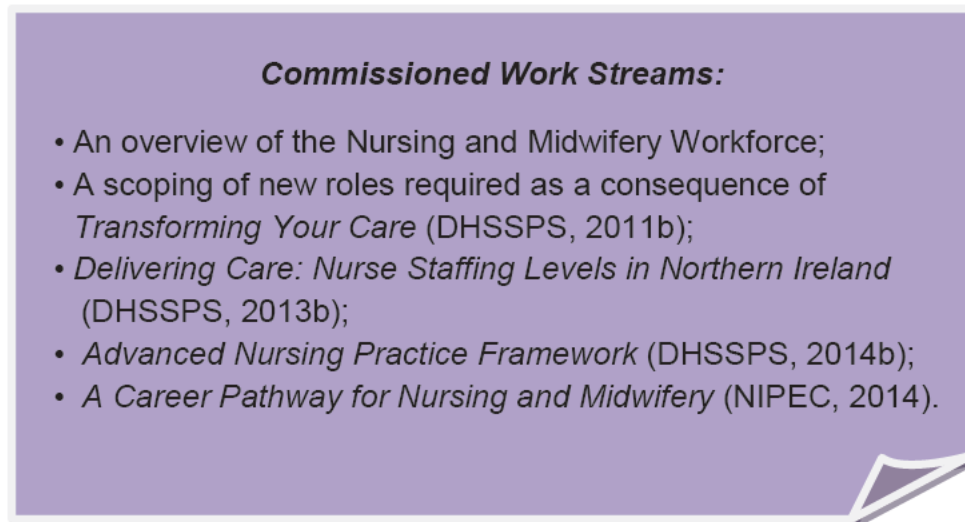 Commissioned Work Streams:
• An overview of the Nursing and Midwifery Workforce;
• A scoping of new roles required as a consequence of
Transforming Your Care (DHSSPS, 2011b);
• Delivering Care: Nurse Staffing Levels in Northern Ireland
(DHSSPS, 2013b);
• Advanced Nursing Practice Framework (DHSSPS, 2014b);
• A Career Pathway for Nursing and Midwifery (NIPEC, 2014).